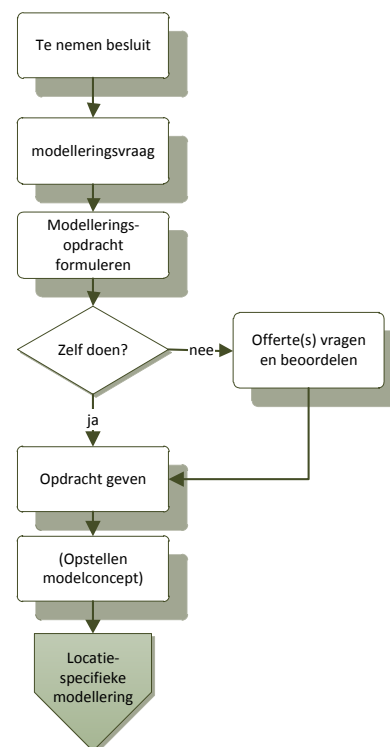 Te nemen besluit
modelleringsvraag
Modellerings-
opdracht
formuleren
Zelf doen?
nee
Offerte(s) vragen
en beoordelen
ja
Opdracht geven
(Opstellen
modelconcept)
Locatie-
specifieke
modellering